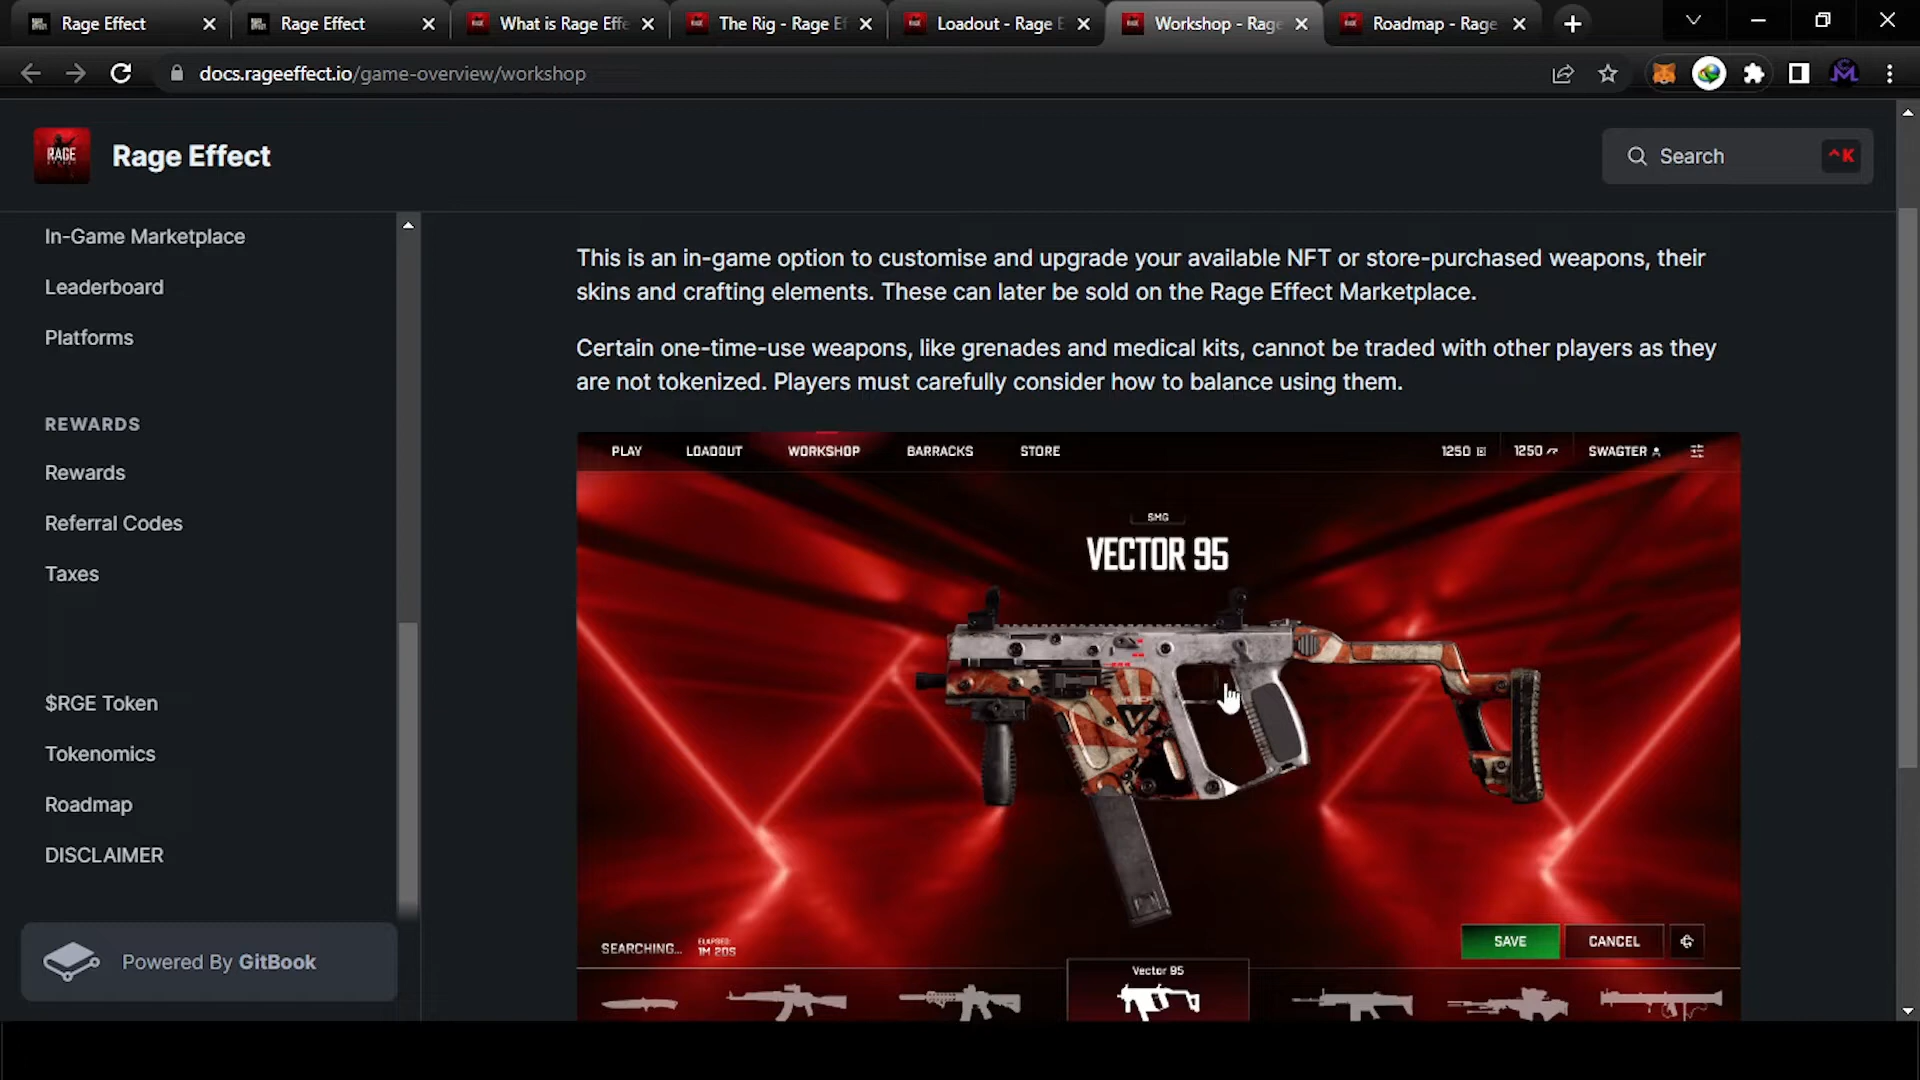 Rage Effect
Rage Effect
What is Rage Effe
The Rig - Rage Ef
Loadout - Rage E
Workshop - Rage
Roadmap - Rage
docs.rageeffect.io/game-overview/workshop
RAGE
Rage Effect
Search
^K
In-Game Marketplace
Leaderboard
Platforms
REWARDS
Rewards
Referral Codes
Taxes
$RGE Token
Tokenomics
Roadmap
DISCLAIMER
Powered By GitBook
This is an in-game option to customise and upgrade your available NFT or store-purchased weapons, their
skins and crafting elements. These can later be sold on the Rage Effect Marketplace.
Certain one-time-use weapons, like grenades and medical kits, cannot be traded with other players as they
are not tokenized. Players must carefully consider how to balance using them.
PLAY LOADOUT WORKSHOP BARRACKS STORE 1250 1250 SWAGTER
SMG
VECTOR 95
SEARCHING... ELAPSED:
1M 20S
SAVE CANCEL
Vector 95